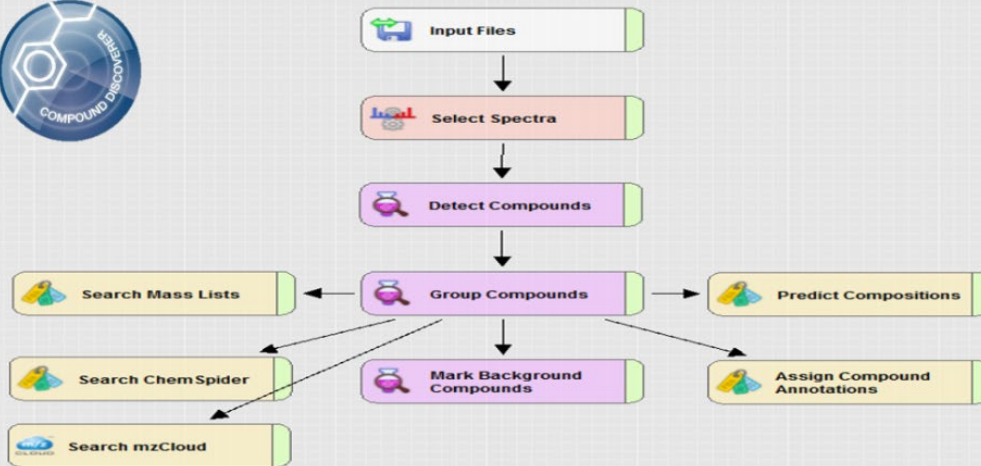 COMPOUND DISCOVERER
Input Files
Select Spectra
Detect Compounds
Search Mass Lists
Group Compounds
Predict Compositions
Search ChemSpider
Mark Background
Compounds
Assign Compound
Annotations
mzCLOUD
Search mzCloud